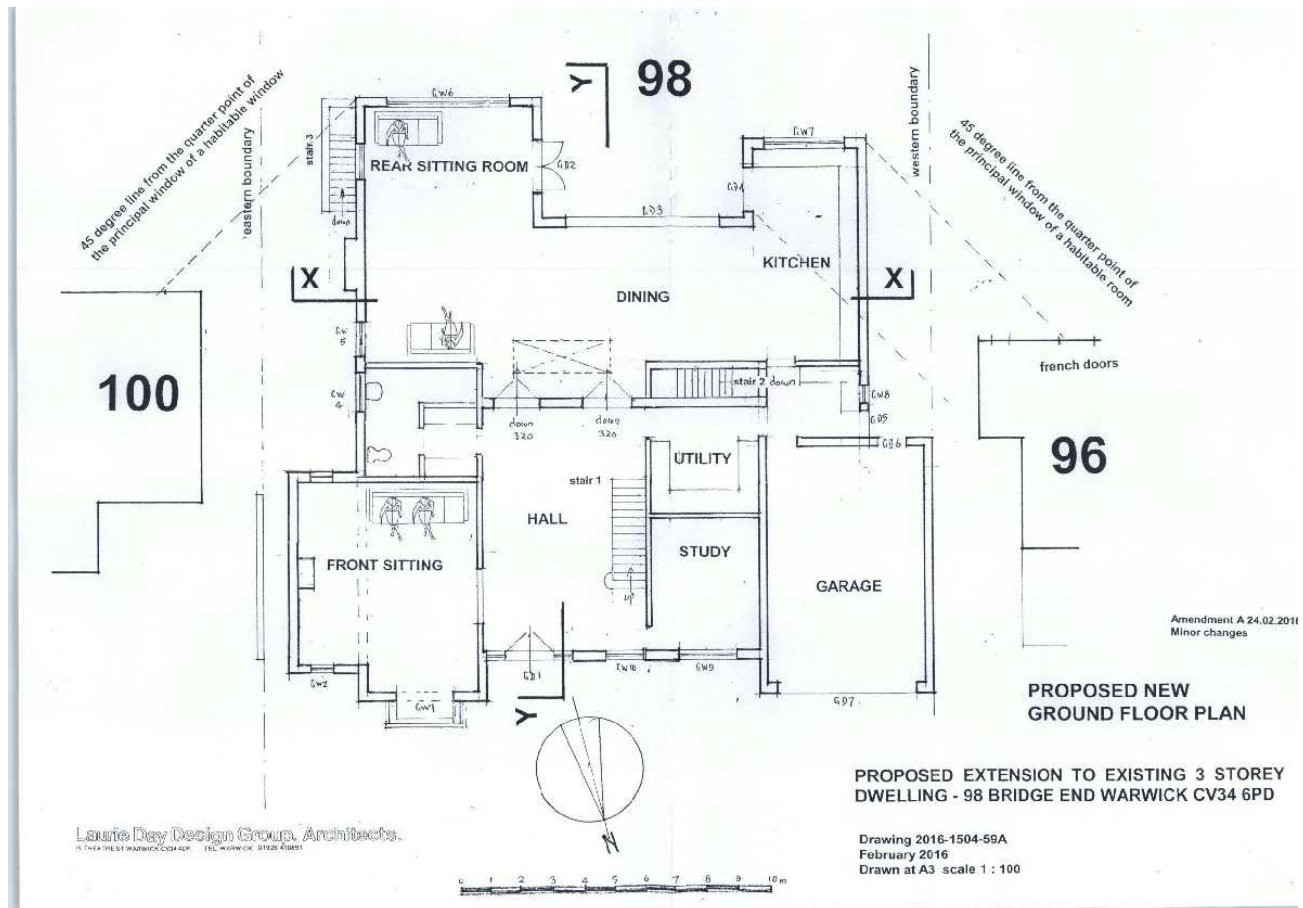 98
Y
GW6
GW7
45 degree line from the quarter point of
the principal window of a habitable window
eastern boundary
western boundary
45 degree line from the quarter point of
the principal window of a habitable room
stair 3
down
REAR SITTING ROOM
GD2
GD3
GD4
KITCHEN
DINING
X
X
GW
5
GW
4
100
french doors
stair 2 down
GW8
GD5
GD6
down
320
down
320
96
UTILITY
stair 1
HALL
STUDY
FRONT SITTING
GARAGE
UP
Amendment A 24.02.2016
Minor changes
GW2
GW1
GD1
GW10
GW9
GD7
Y
PROPOSED NEW
GROUND FLOOR PLAN
PROPOSED EXTENSION TO EXISTING 3 STOREY
DWELLING - 98 BRIDGE END WARWICK CV34 6PD
N
Laurie Day Design Group. Architects.
Drawing 2016-1504-59A
February 2016
Drawn at A3 scale 1 : 100
0 1 2 3 4 5 6 7 8 9 10 m